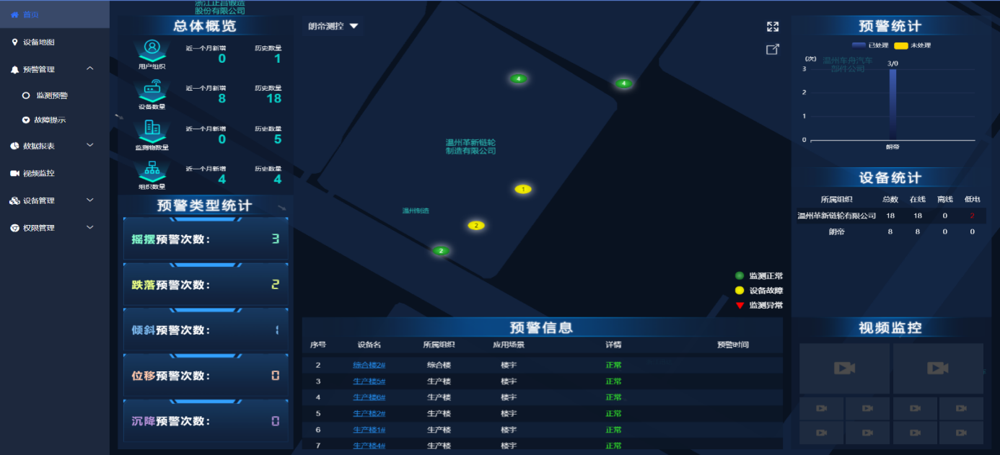 首页
设备地图
预警管理
监测预警
故障提示
数据报表
视频监控
设备管理
权限管理
浙江正昌锻造
股份有限公司
总体概览
用户组织
近一个月新增
0
历史数量
1
设备数量
近一个月新增
8
历史数量
18
监测物数量
近一个月新增
0
历史数量
5
组织数量
近一个月新增
4
历史数量
4
预警类型统计
摇摆预警次数: 3
跌落预警次数: 2
倾斜预警次数: 1
位移预警次数: 0
沉降预警次数: 0
朗帝测控
4
4
温州革新链轮
制造有限公司
1
温州制造
2
2
监测正常
设备故障
监测异常
预警信息
序号 设备名 所属组织 应用场景 详情 预警时间
2 综合楼2# 综合楼 楼宇 正常
3 生产楼5# 生产楼 楼宇 正常
4 生产楼6# 生产楼 楼宇 正常
5 生产楼2# 生产楼 楼宇 正常
6 生产楼1# 生产楼 楼宇 正常
7 生产楼4# 生产楼 楼宇 正常
预警统计
已处理 未处理
(次)
温州车舟汽车
部件公司
3/0
3
2
1
0
朗帝
设备统计
所属组织 总数 在线 离线 低电
温州革新链轮有限公司 18 18 0 2
朗帝 8 8 0 0
视频监控